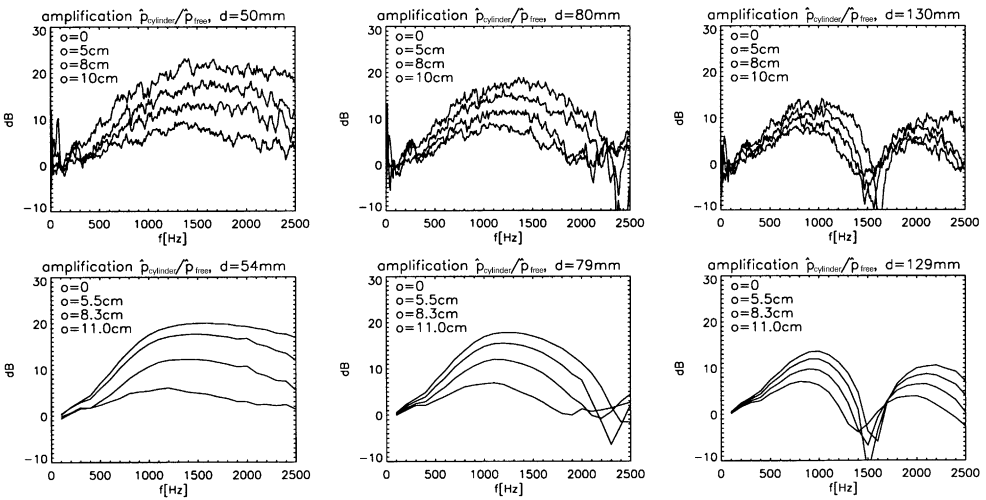 amplification p̂cylinder/p̂free, d=50mm
30
20
10
0
−10
dB
o=0
o=5cm
o=8cm
o=10cm
0 500 1000 1500 2000 2500
f[Hz]
amplification p̂cylinder/p̂free, d=80mm
30
20
10
0
−10
dB
o=0
o=5cm
o=8cm
o=10cm
0 500 1000 1500 2000 2500
f[Hz]
amplification p̂cylinder/p̂free, d=130mm
30
20
10
0
−10
dB
o=0
o=5cm
o=8cm
o=10cm
0 500 1000 1500 2000 2500
f[Hz]
amplification p̂cylinder/p̂free, d=54mm
30
20
10
0
−10
dB
o=0
o=5.5cm
o=8.3cm
o=11.0cm
0 500 1000 1500 2000 2500
f[Hz]
amplification p̂cylinder/p̂free, d=79mm
30
20
10
0
−10
dB
o=0
o=5.5cm
o=8.3cm
o=11.0cm
0 500 1000 1500 2000 2500
f[Hz]
amplification p̂cylinder/p̂free, d=129mm
30
20
10
0
−10
dB
o=0
o=5.5cm
o=8.3cm
o=11.0cm
0 500 1000 1500 2000 2500
f[Hz]